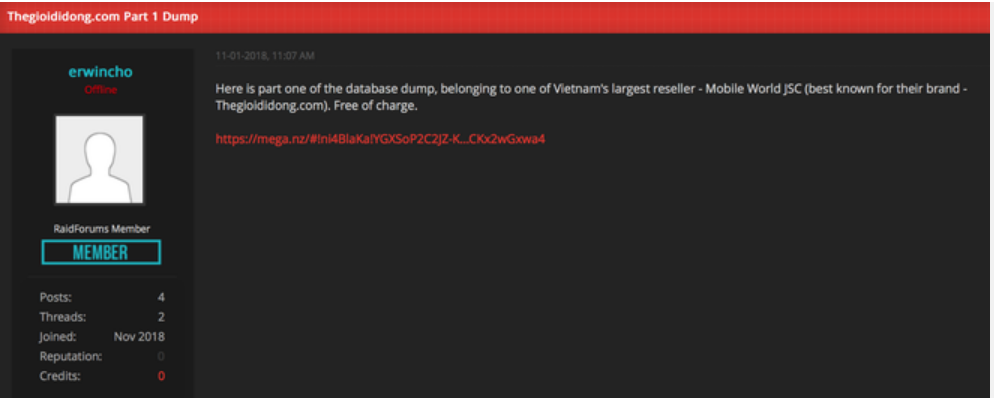 Thegioididong.com Part 1 Dump
erwincho
Offline
RaidForums Member
MEMBER
Posts: 4
Threads: 2
Joined: Nov 2018
Reputation: 0
Credits: 0
11-01-2018, 11:07 AM
Here is part one of the database dump, belonging to one of Vietnam's largest reseller - Mobile World JSC (best known for their brand -
Thegioididong.com). Free of charge.
https://mega.nz/#!ni4BlaKa!YGXSoP2C2JZ-K...CKx2wGxwa4